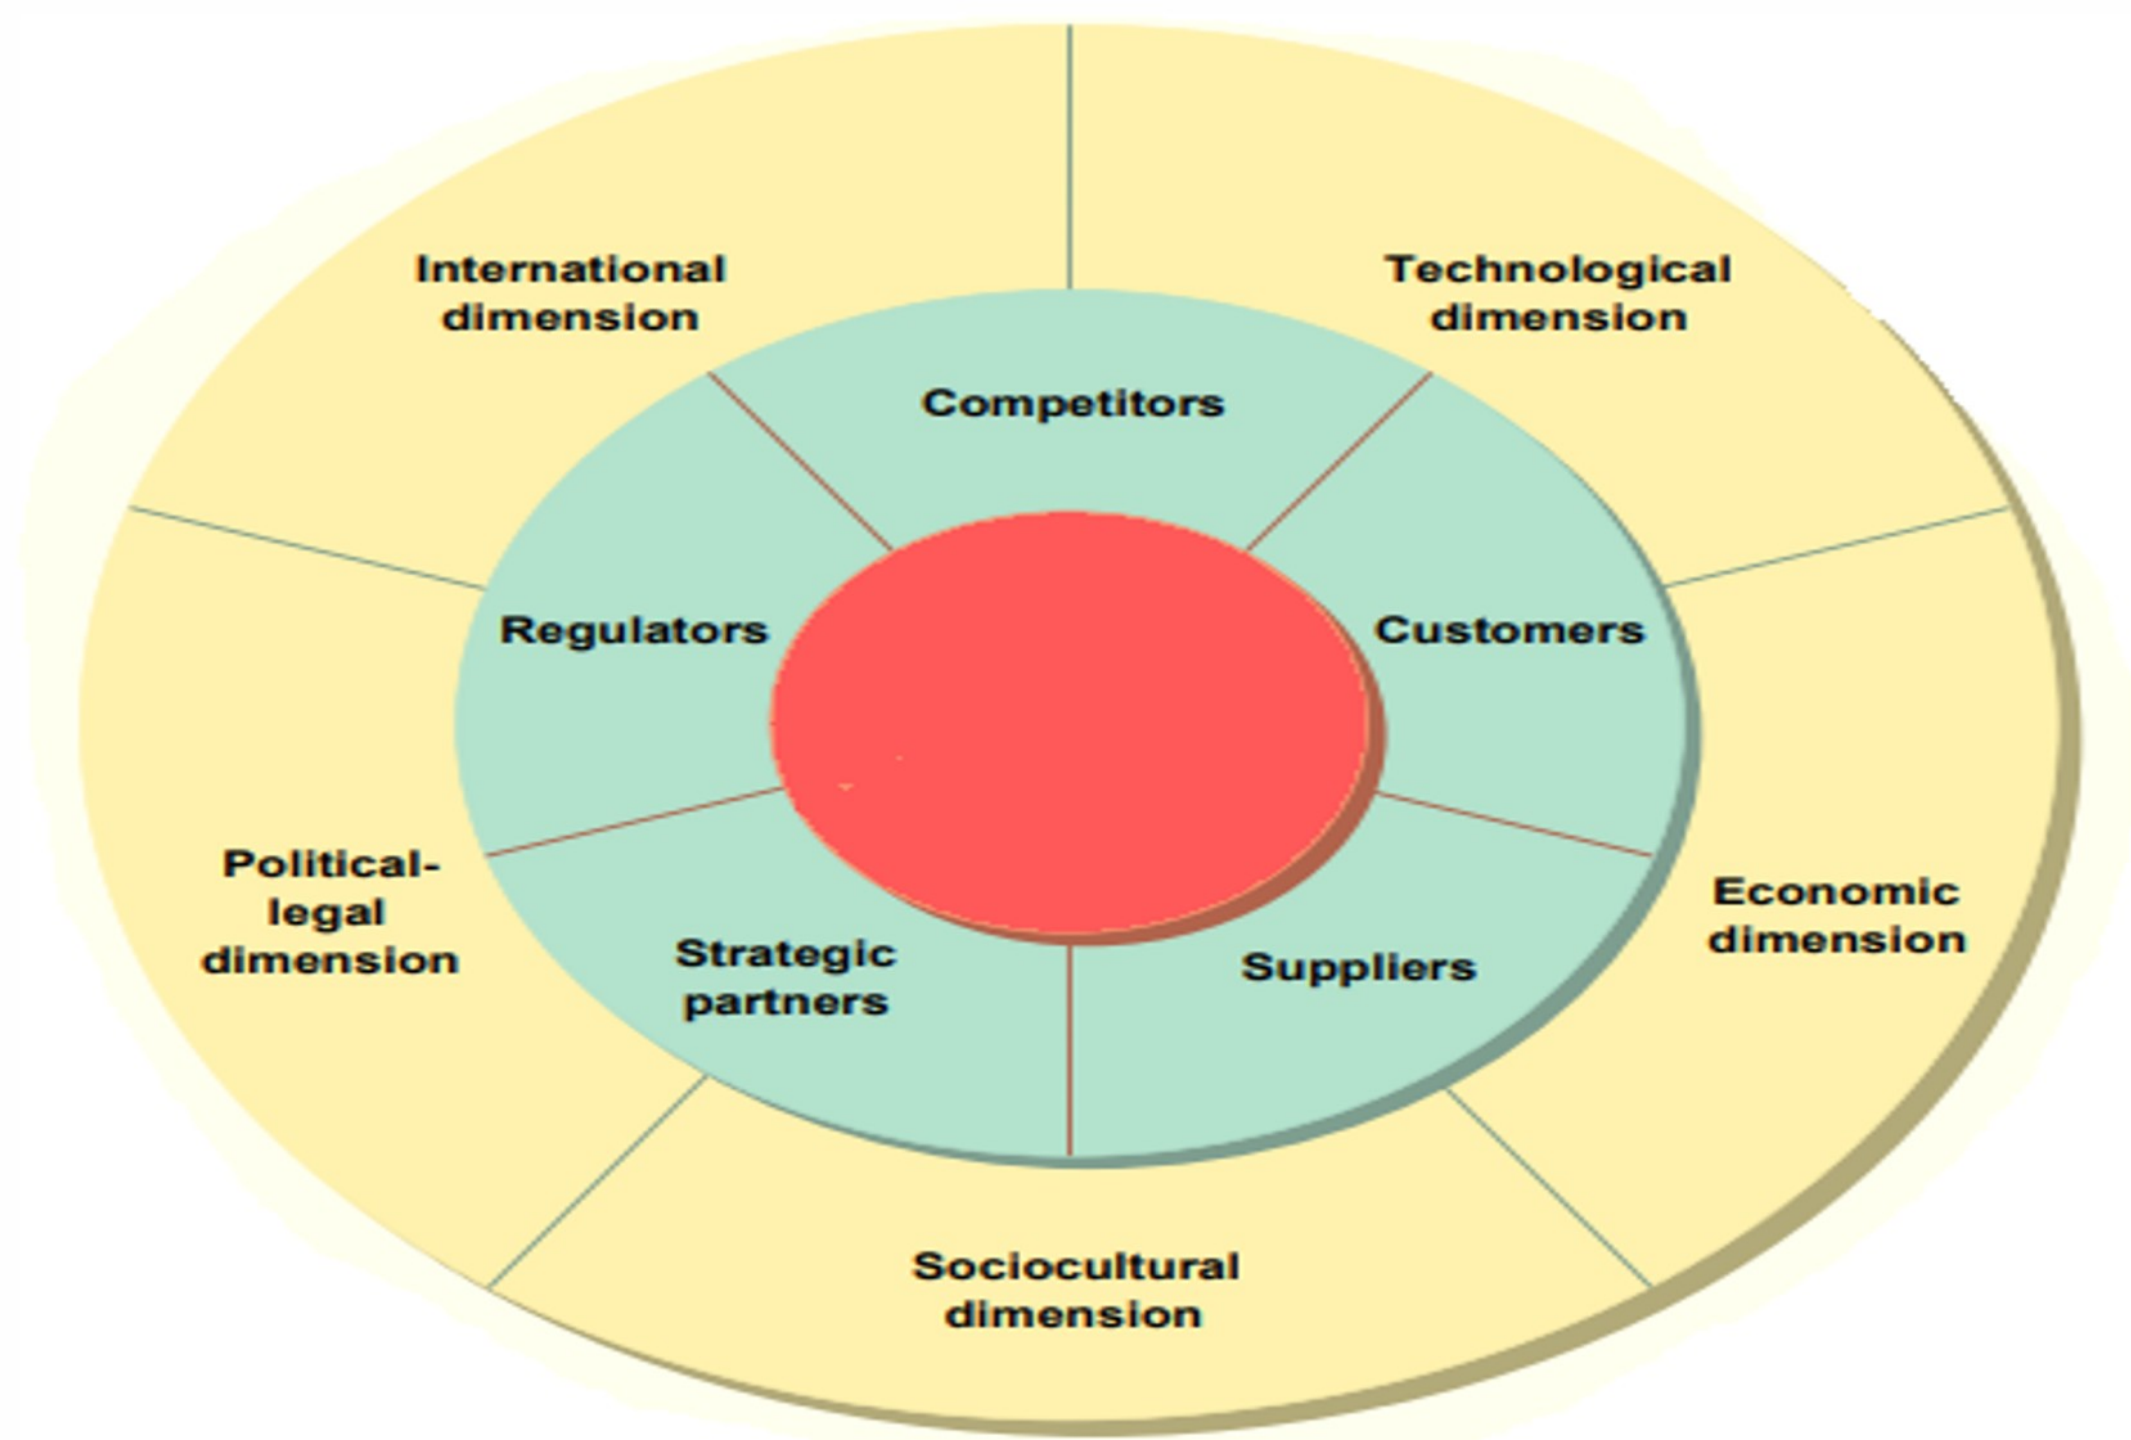 International
dimension
Technological
dimension
Competitors
Regulators
Customers
Political-
legal
dimension
Economic
dimension
Strategic
partners
Suppliers
Sociocultural
dimension